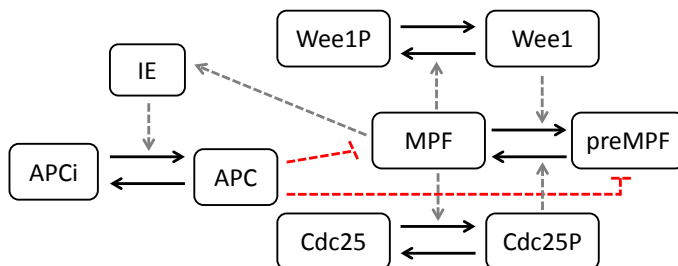 Wee1P
Wee1
IE
MPF
preMPF
APCi
APC
Cdc25
Cdc25P